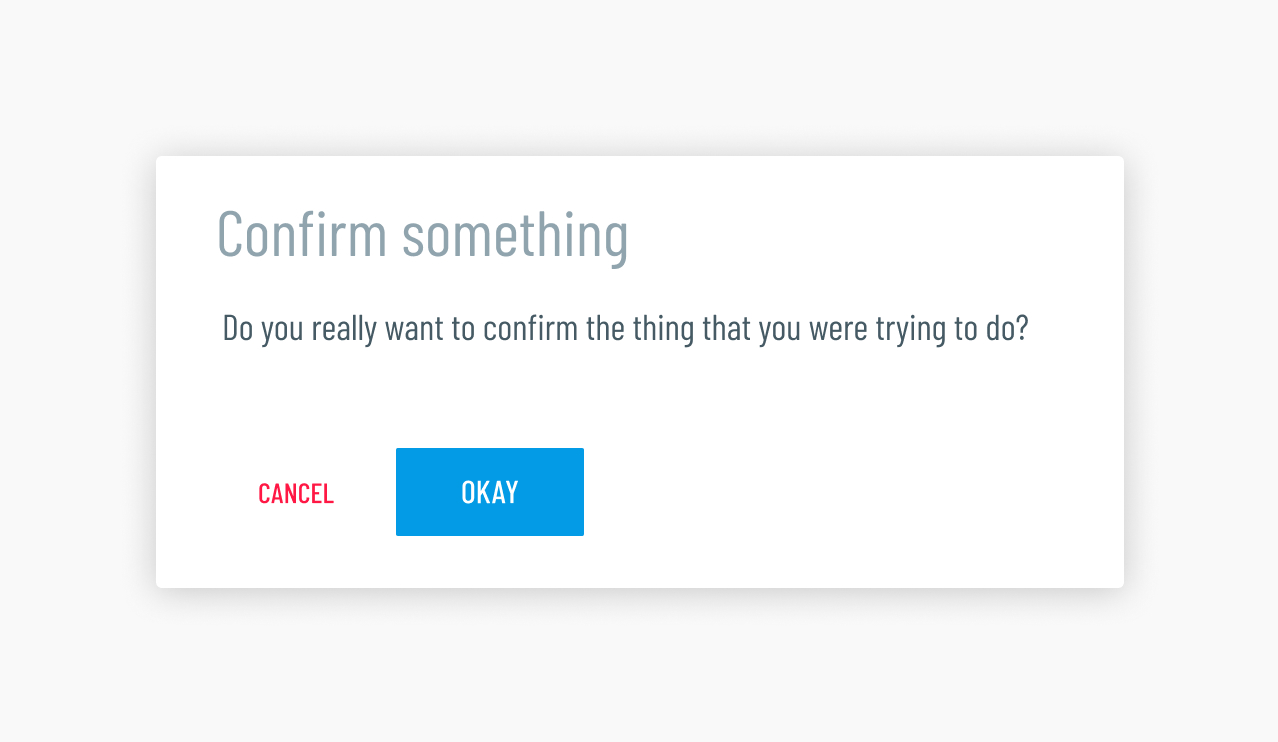 Confirm something
Do you really want to confirm the thing that you were trying to do?
CANCEL
OKAY